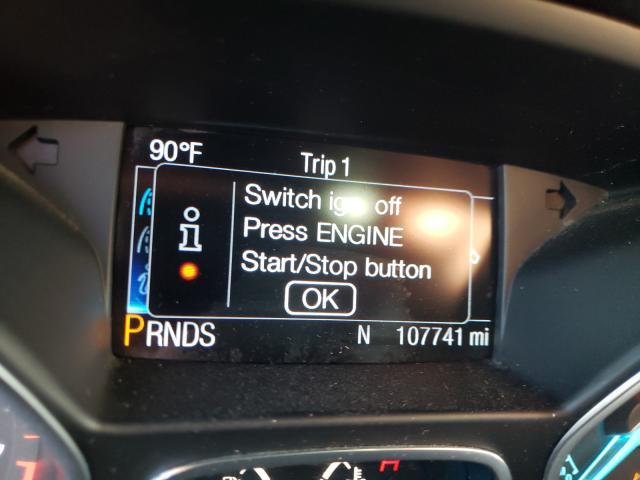 90°F
Trip 1
Switch off
Press ENGINE
Start/Stop button
OK
PRNDS
N 107741 mi